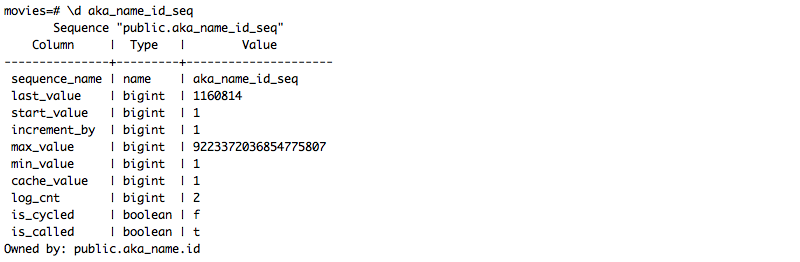 movies=# \d aka_name_id_seq
       Sequence "public.aka_name_id_seq"
    Column     |  Type   |        Value
---------------+---------+---------------------
 sequence_name | name    | aka_name_id_seq
 last_value    | bigint  | 1160814
 start_value   | bigint  | 1
 increment_by  | bigint  | 1
 max_value     | bigint  | 9223372036854775807
 min_value     | bigint  | 1
 cache_value   | bigint  | 1
 log_cnt       | bigint  | 2
 is_cycled     | boolean | f
 is_called     | boolean | t
Owned by: public.aka_name.id